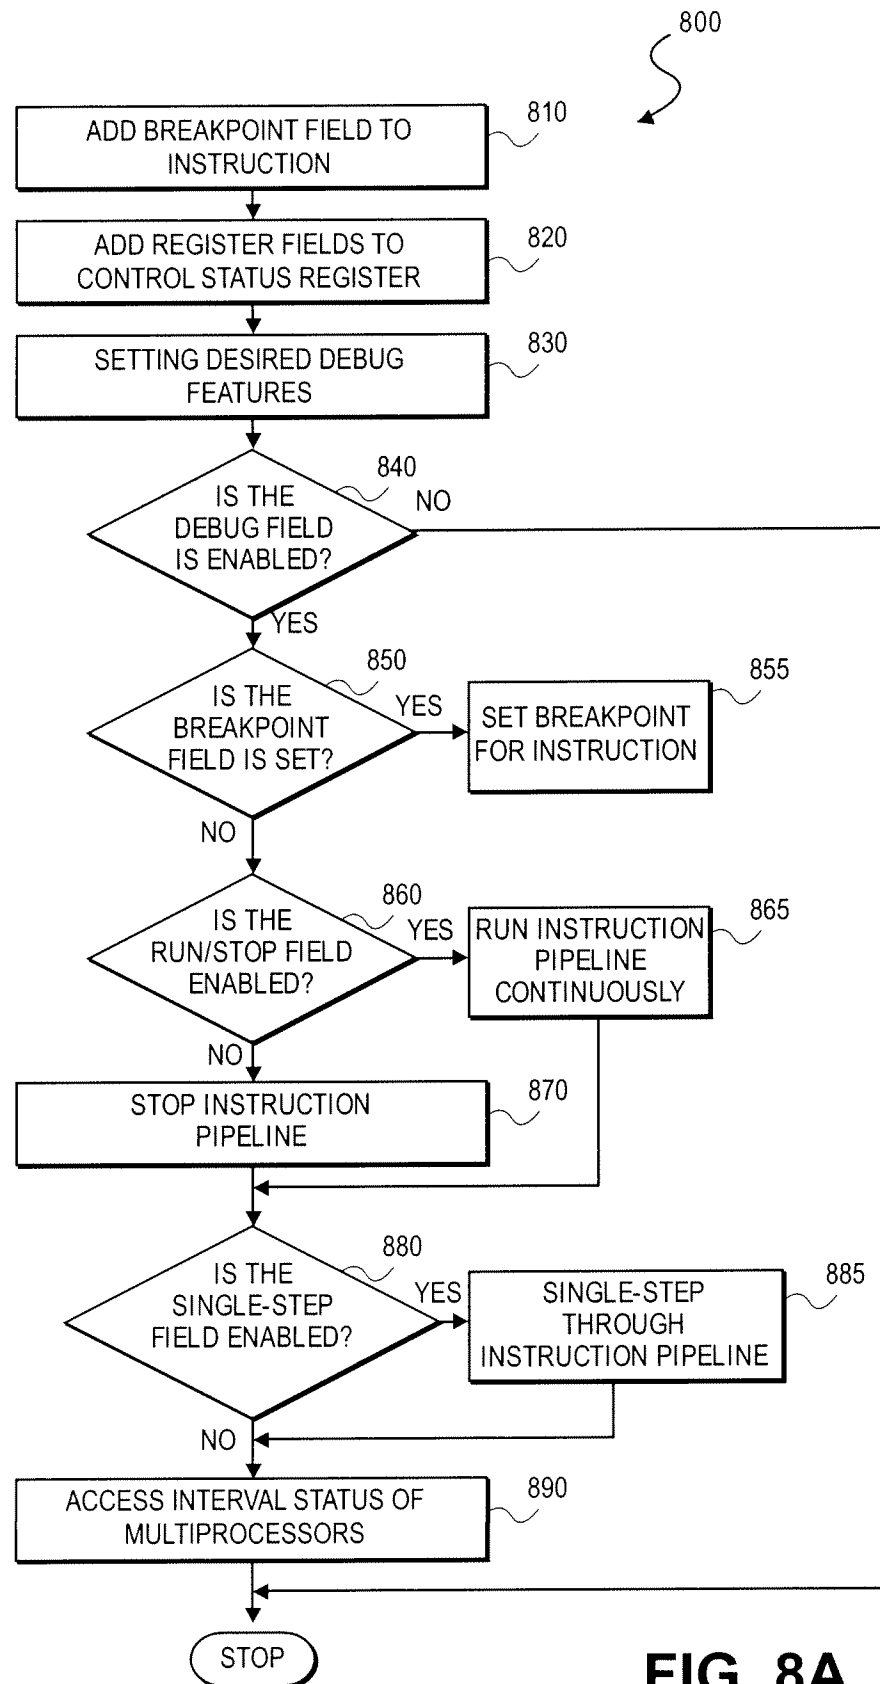 800
810
ADD BREAKPOINT FIELD TO
INSTRUCTION
820
ADD REGISTER FIELDS TO
CONTROL STATUS REGISTER
830
SETTING DESIRED DEBUG
FEATURES
840
IS THE
DEBUG FIELD
IS ENABLED?
NO
YES
850
IS THE
BREAKPOINT
FIELD IS SET?
YES
855
SET BREAKPOINT
FOR INSTRUCTION
NO
860
IS THE
RUN/STOP FIELD
ENABLED?
YES
865
RUN INSTRUCTION
PIPELINE
CONTINUOUSLY
NO
870
STOP INSTRUCTION
PIPELINE
880
IS THE
SINGLE-STEP
FIELD ENABLED?
YES
885
SINGLE-STEP
THROUGH
INSTRUCTION PIPELINE
NO
890
ACCESS INTERVAL STATUS OF
MULTIPROCESSORS
STOP
FIG. 8A